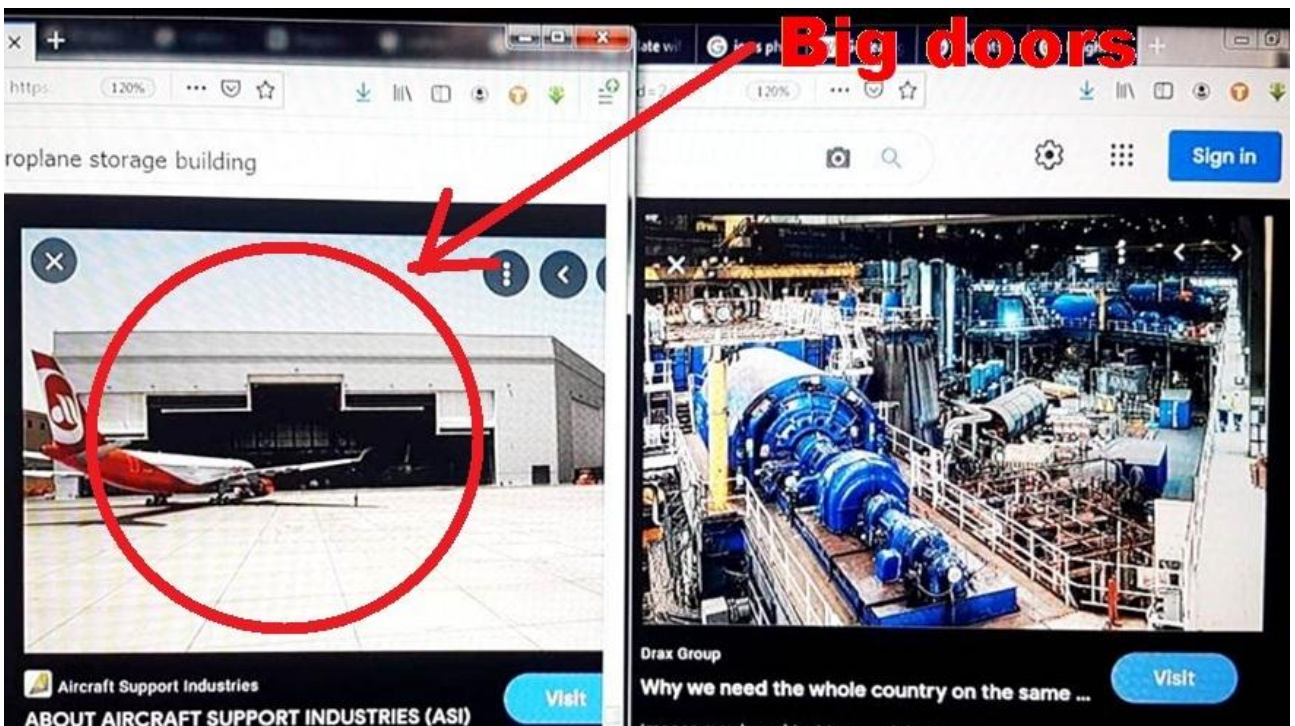 Big doors
https
120%
120%
roplane storage building
Sign in
Aircraft Support Industries
Visit
ABOUT AIRCRAFT SUPPORT INDUSTRIES (ASI)
Drax Group
Why we need the whole country on the same ...
Visit